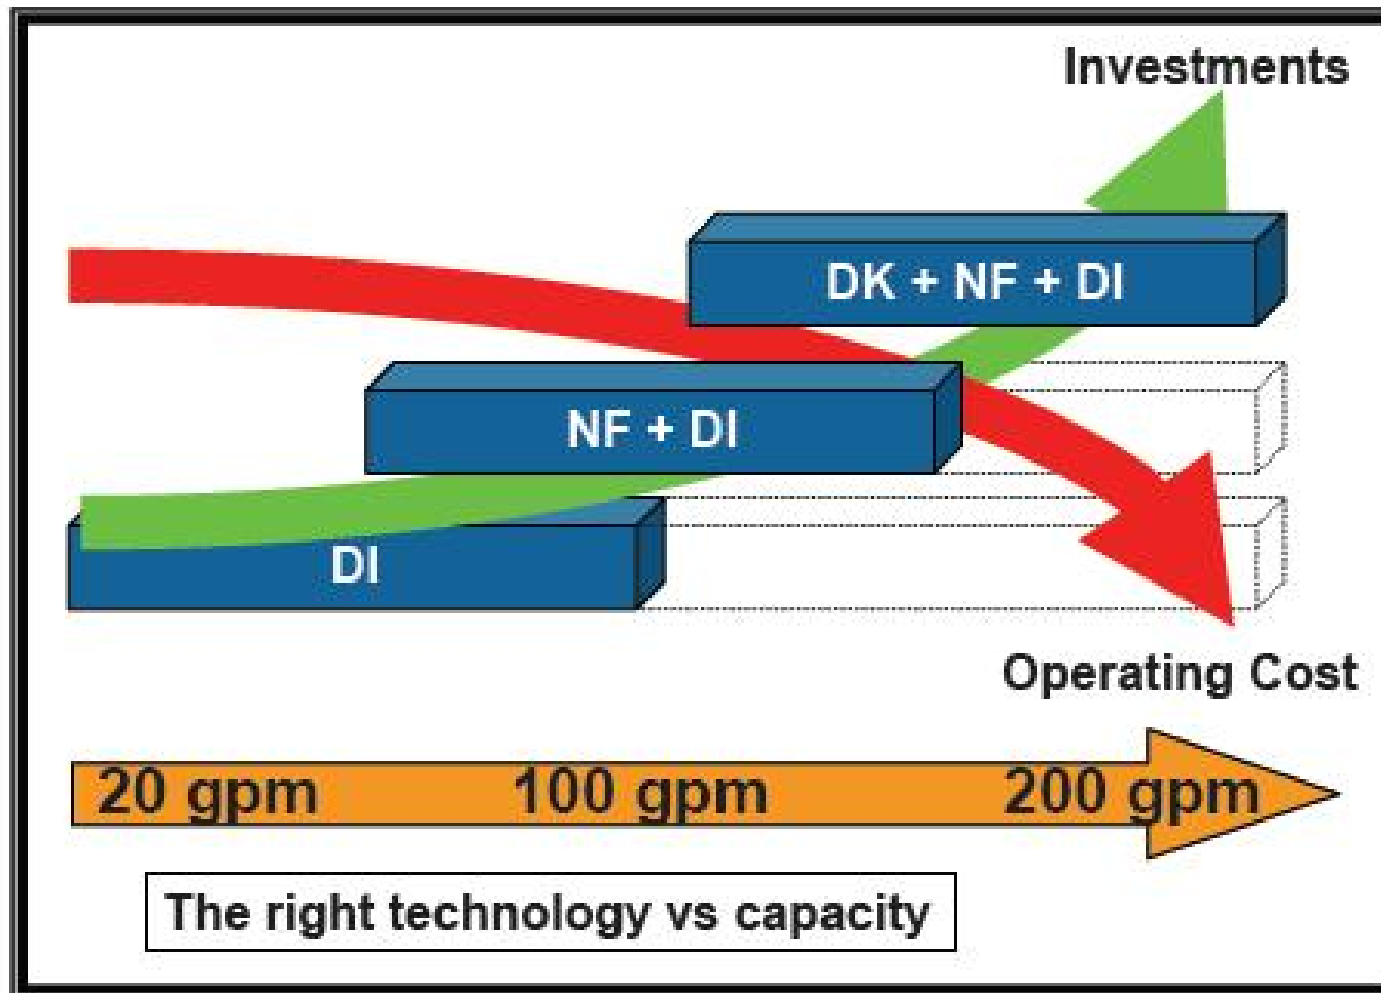 Investments
DK + NF + DI
NF + DI
DI
Operating Cost
20 gpm 100 gpm 200 gpm
The right technology vs capacity